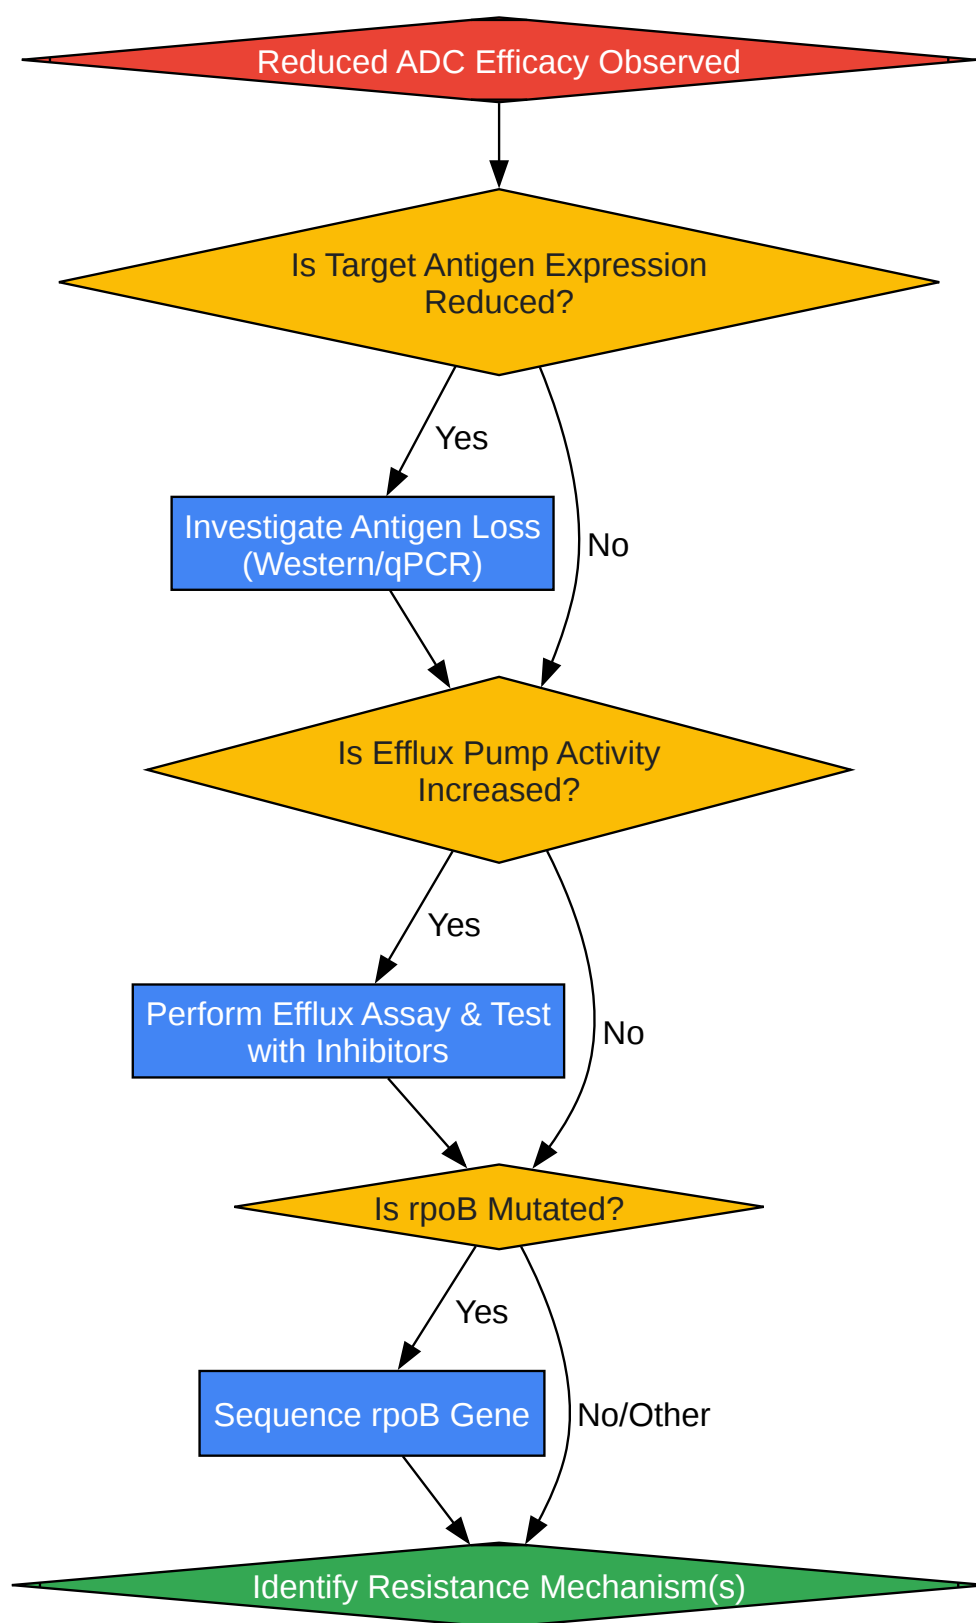 Reduced ADC Efficacy Observed
Is Target Antigen Expression
Reduced?
Yes
Investigate Antigen Loss
(Western/qPCR)
No
Is Efflux Pump Activity
Increased?
Yes
Perform Efflux Assay & Test
with Inhibitors
No
Is rpoB Mutated?
Yes
Sequence rpoB Gene
No/Other
Identify Resistance Mechanism(s)